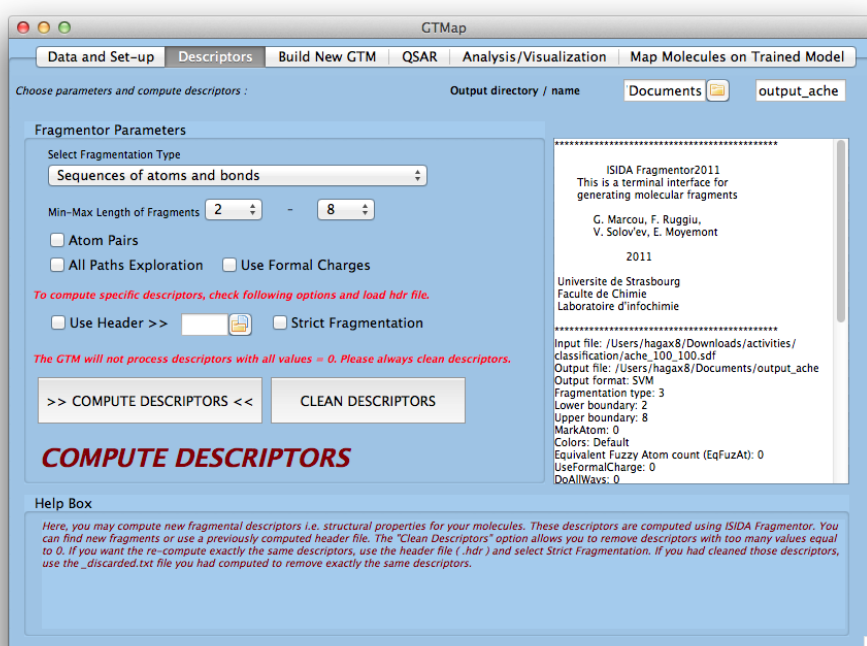 GTMap
Data and Set-up Descriptors Build New GTM QSAR Analysis/Visualization Map Molecules on Trained Model
Choose parameters and compute descriptors : Output directory / name Documents output_ache
Fragmentor Parameters
Select Fragmentation Type
Sequences of atoms and bonds
Min-Max Length of Fragments 2 - 8
Atom Pairs
All Paths Exploration Use Formal Charges
To compute specific descriptors, check following options and load hdr file.
Use Header >> Strict Fragmentation
The GTM will not process descriptors with all values = 0. Please always clean descriptors.
>> COMPUTE DESCRIPTORS << CLEAN DESCRIPTORS
COMPUTE DESCRIPTORS
*********************************************
ISIDA Fragmentor2011
This is a terminal interface for
generating molecular fragments
G. Marcou, F. Ruggiu,
V. Solov'ev, E. Moyemont
2011
Universite de Strasbourg
Faculte de Chimie
Laboratoire d'infochimie
*********************************************
Input file: /Users/hagax8/Downloads/activities/
classification/ache_100_100.sdf
Output file: /Users/hagax8/Documents/output_ache
Output format: SVM
Fragmentation type: 3
Lower boundary: 2
Upper boundary: 8
MarkAtom: 0
Colors: Default
Equivalent Fuzzy Atom count (EqFuzAt): 0
UseFormalCharge: 0
DoAllWays: 0
Help Box
Here, you may compute new fragmental descriptors i.e. structural properties for your molecules. These descriptors are computed using ISIDA Fragmentor. You
can find new fragments or use a previously computed header file. The "Clean Descriptors" option allows you to remove descriptors with too many values equal
to 0. If you want the re-compute exactly the same descriptors, use the header file ( .hdr ) and select Strict Fragmentation. If you had cleaned those descriptors,
use the _discarded.txt file you had computed to remove exactly the same descriptors.